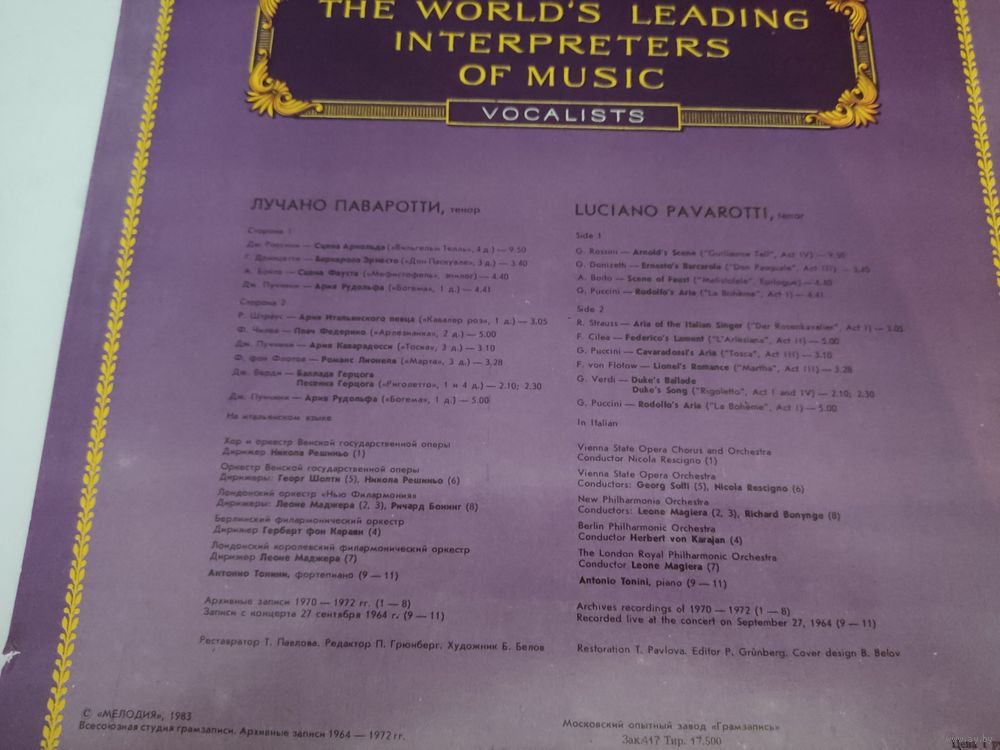 THE WORLD'S LEADING
INTERPRETERS
OF MUSIC
VOCALISTS
ЛУЧАНО ПАВАРОТТИ, тенор
Сторона 1
Дж. Россини — Сцена Арнольда («Вильгельм Телль», 4 д.) — 9.50
Г. Доницетти — Баркарола Эрнесто («Дон Паскуале», 3 д.) — 3.40
А. Бойто — Сцена Фауста («Мефистофель», эпилог) — 4.40
Дж. Пуччини — Ария Рудольфа («Богема», 1 д.) — 4.41
Сторона 2
Р. Штраус — Ария Итальянского певца («Кавалер роз», 1 д.) — 3.05
Ф. Чилеа — Плач Федерико («Арлезианка», 2 д.) — 5.00
Дж. Пуччини — Ария Каварадосси («Тоска», 3 д.) — 3.10
Ф. фон Флотов — Романс Лионеля («Марта», 3 д.) — 3.28
Дж. Верди — Баллада Герцога
Песенка Герцога («Риголетто», 1 и 4 д.) — 2.10; 2.30
Дж. Пуччини — Ария Рудольфа («Богема», 1 д.) — 5.00
На итальянском языке
Хор и оркестр Венской государственной оперы
Дирижер Никола Решиньо (1)
Оркестр Венской государственной оперы
Дирижеры: Георг Шолти (5), Никола Решиньо (6)
Лондонский оркестр «Нью Филармония»
Дирижеры: Леоне Маджера (2, 3), Ричард Бонинг (8)
Берлинский филармонический оркестр
Дирижер Герберт фон Караян (4)
Лондонский королевский филармонический оркестр
Дирижер Леоне Маджера (7)
Антонио Тонини, фортепиано (9 — 11)
Архивные записи 1970 — 1972 гг. (1 — 8)
Записи с концерта 27 сентября 1964 г. (9 — 11)
Реставратор Т. Павлова. Редактор П. Грюнберг. Художник Б. Белов
LUCIANO PAVAROTTI, tenor
Side 1
G. Rossini — Arnold's Scene ("Guillaume Tell", Act IV) — 9.50
G. Donizetti — Ernesto's Barcarola ("Don Pasquale", Act III) — 3.40
A. Boito — Scene of Faust ("Mefistofele", Epilogue) — 4.40
G. Puccini — Rodolfo's Aria ("La Bohème", Act I) — 4.41
Side 2
R. Strauss — Aria of the Italian Singer ("Der Rosenkavalier", Act I) — 3.05
F. Cilea — Federico's Lament ("L'Arlesiana", Act II) — 5.00
G. Puccini — Cavaradossi's Aria ("Tosca", Act III) — 3.10
F. von Flotow — Lionel's Romance ("Martha", Act III) — 3.28
G. Verdi — Duke's Ballade
Duke's Song ("Rigoletto", Act I and IV) — 2.10; 2.30
G. Puccini — Rodolfo's Aria ("La Bohème", Act I) — 5.00
In Italian
Vienna State Opera Chorus and Orchestra
Conductor Nicola Rescigno (1)
Vienna State Opera Orchestra
Conductors: Georg Solti (5), Nicola Rescigno (6)
New Philharmonia Orchestra
Conductors: Leone Magiera (2, 3), Richard Bonynge (8)
Berlin Philharmonic Orchestra
Conductor Herbert von Karajan (4)
The London Royal Philharmonic Orchestra
Conductor Leone Magiera (7)
Antonio Tonini, piano (9 — 11)
Archives recordings of 1970 — 1972 (1 — 8)
Recorded live at the concert on September 27, 1964 (9 — 11)
Restoration T. Pavlova. Editor P. Grünberg. Cover design B. Belov
© «МЕЛОДИЯ», 1983
Всесоюзная студия грамзаписи. Архивные записи 1964 — 1972 гг.
Московский опытный завод «Грамзапись»
Зак.417 Тир. 17.500
Цена